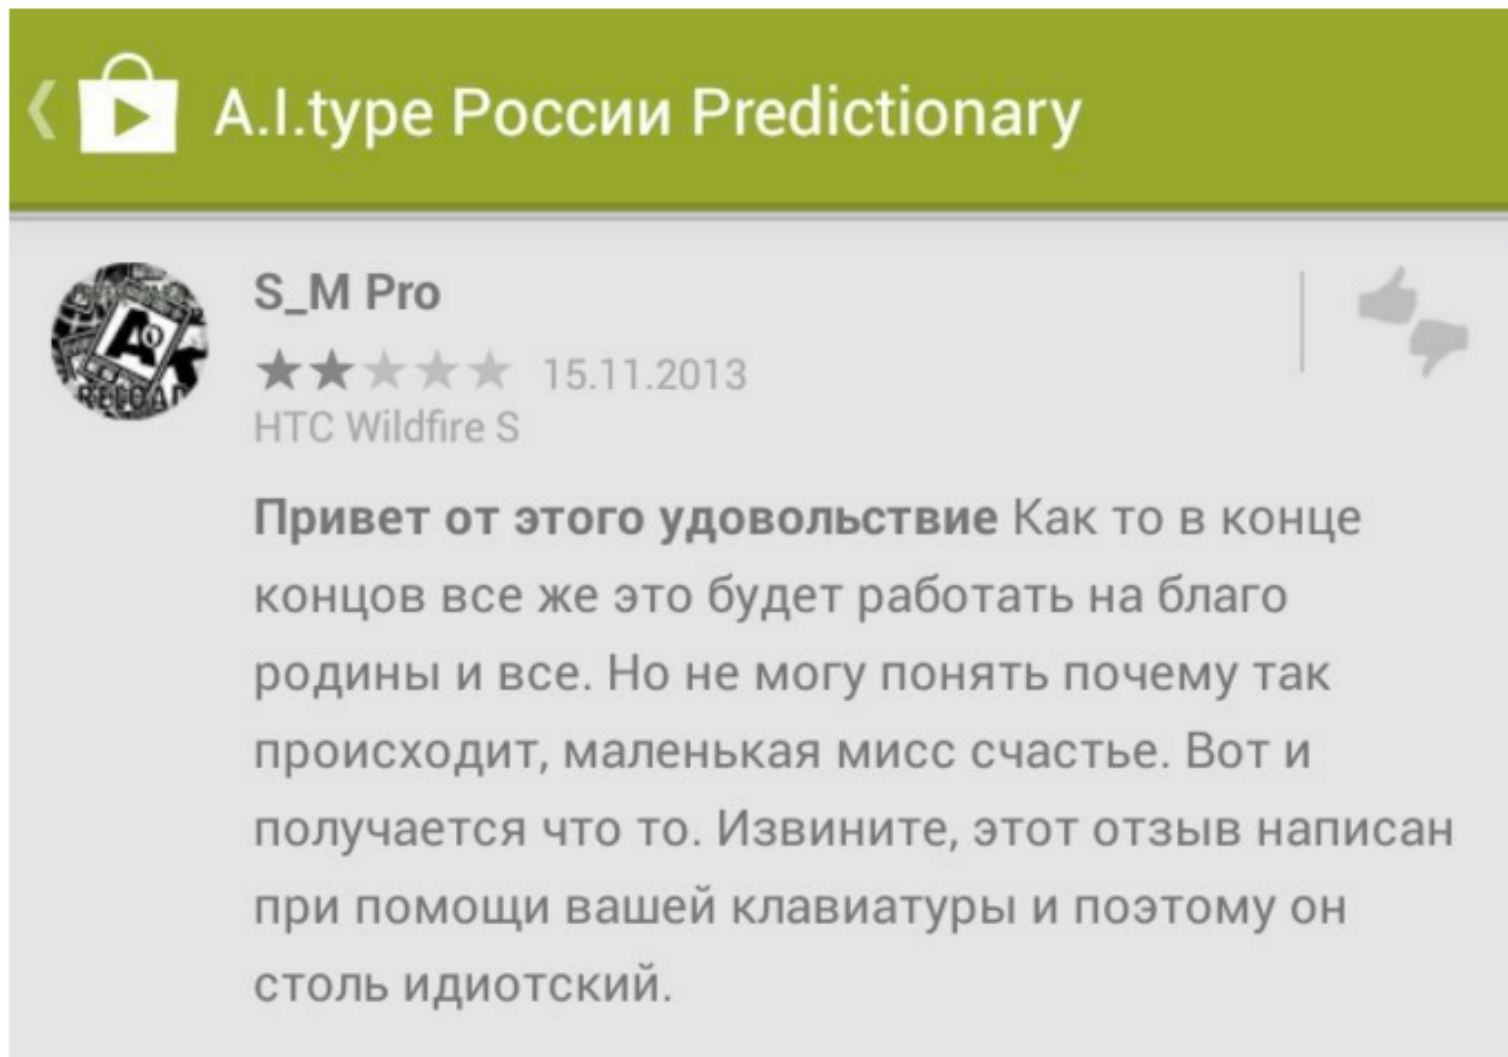 A.I.type России Predictionary
S_M Pro
15.11.2013
HTC Wildfire S
Привет от этого удовольствие Как то в конце
концов все же это будет работать на благо
родины и все. Но не могу понять почему так
происходит, маленькая мисс счастье. Вот и
получается что то. Извините, этот отзыв написан
при помощи вашей клавиатуры и поэтому он
столь идиотский.